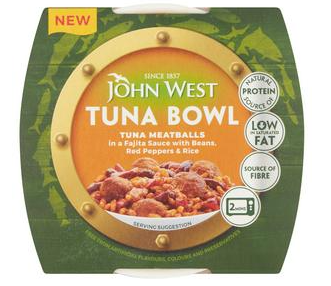 NEW
SINCE 1857
JOHN WEST
TUNA BOWL
TUNA MEATBALLS
in a Fajita Sauce with Beans,
Red Peppers & Rice
NATURAL
PROTEIN
SOURCE OF
LOW
IN SATURATED
FAT
SOURCE OF
FIBRE
2 MINS
SERVING SUGGESTION
FREE FROM ARTIFICIAL FLAVOURS, COLOURS AND PRESERVATIVES